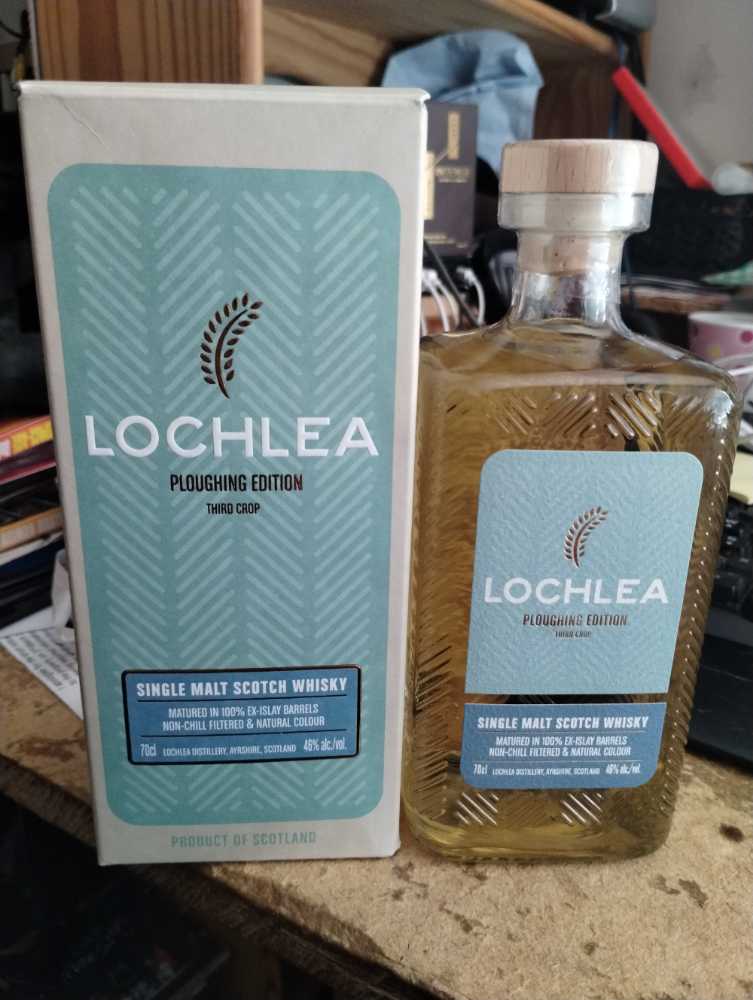 LOCHLEA
PLOUGHING EDITION
THIRD CROP
SINGLE MALT SCOTCH WHISKY
MATURED IN 100% EX-ISLAY BARRELS
NON-CHILL FILTERED & NATURAL COLOUR
70cl LOCHLEA DISTILLERY, AYRSHIRE, SCOTLAND 46% alc./vol.
PRODUCT OF SCOTLAND
LOCHLEA
PLOUGHING EDITION
THIRD CROP
SINGLE MALT SCOTCH WHISKY
MATURED IN 100% EX-ISLAY BARRELS
NON-CHILL FILTERED & NATURAL COLOUR
70cl LOCHLEA DISTILLERY, AYRSHIRE, SCOTLAND 46% alc./vol.